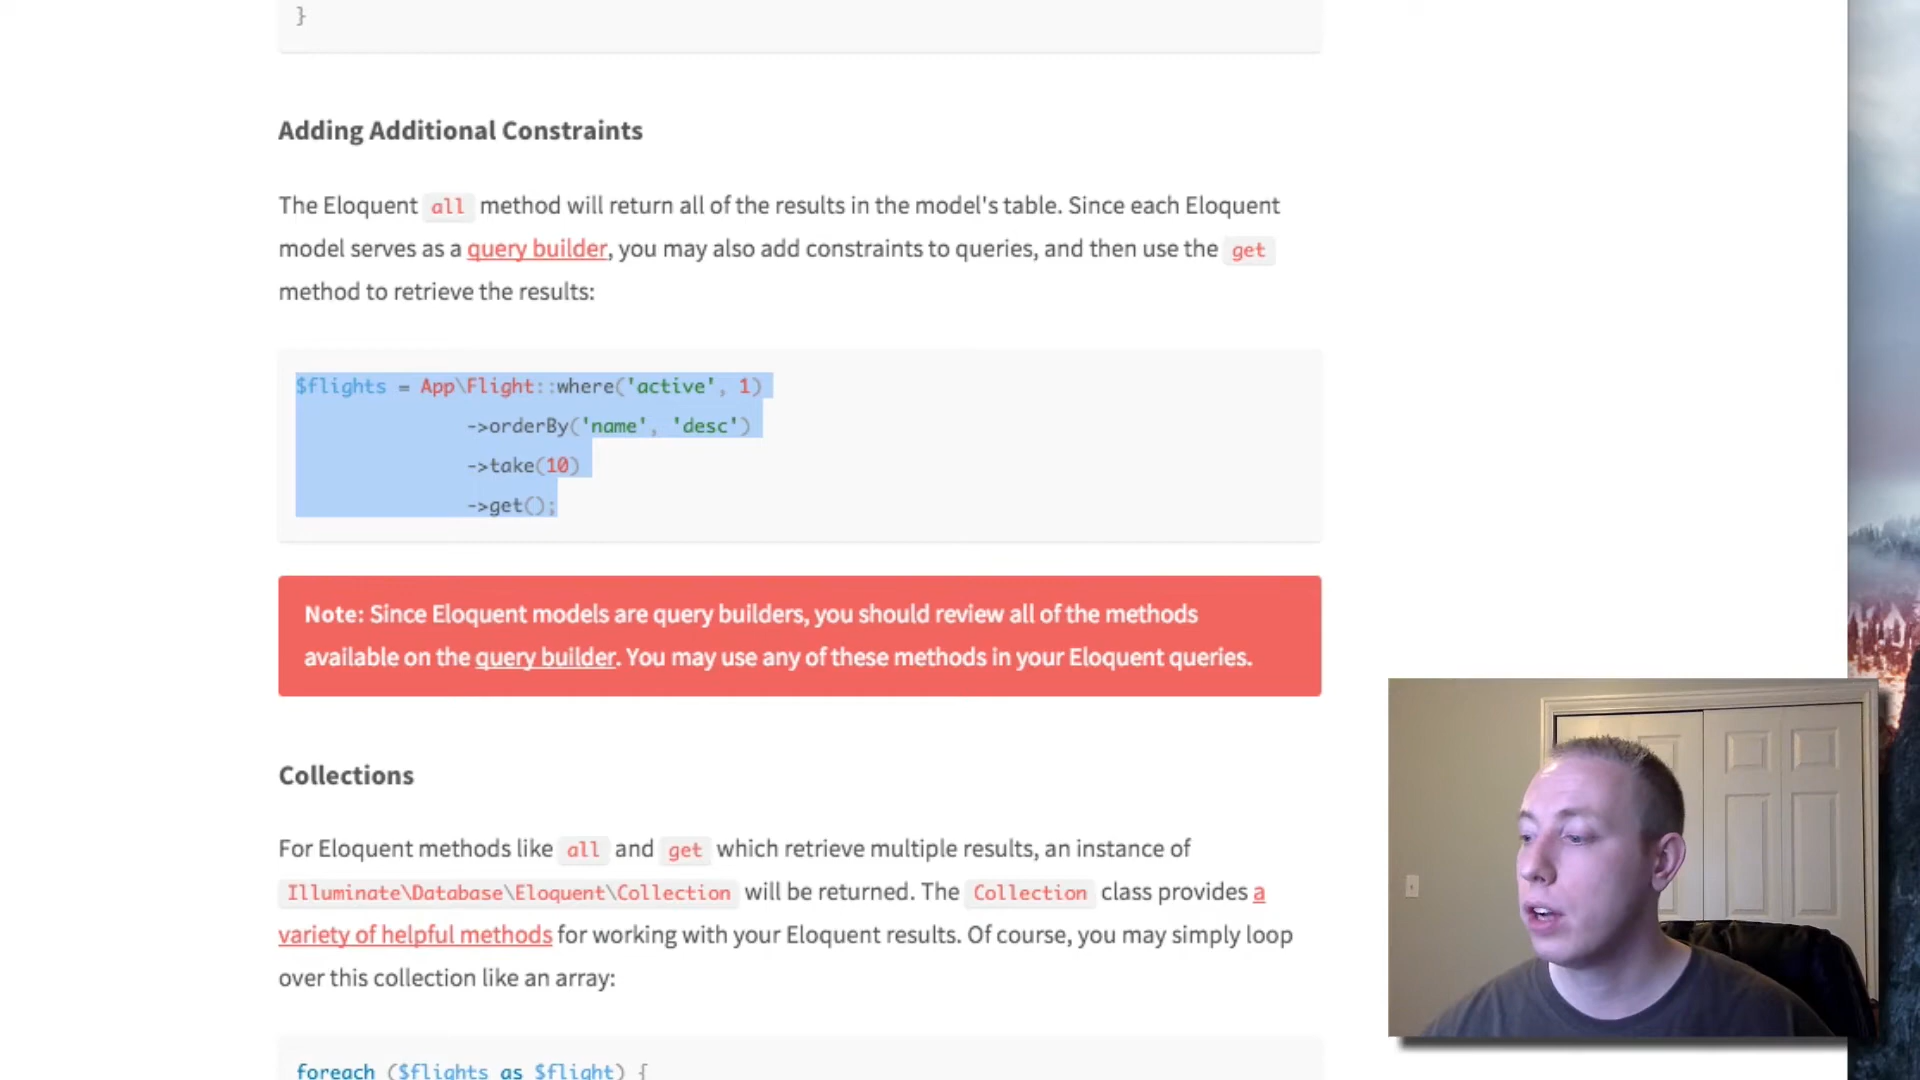 }
Adding Additional Constraints
The Eloquent all method will return all of the results in the model's table. Since each Eloquent
model serves as a query builder, you may also add constraints to queries, and then use the get
method to retrieve the results:
$flights = App\Flight::where('active', 1)
->orderBy('name', 'desc')
->take(10)
->get();
Note: Since Eloquent models are query builders, you should review all of the methods
available on the query builder. You may use any of these methods in your Eloquent queries.
Collections
For Eloquent methods like all and get which retrieve multiple results, an instance of
Illuminate\Database\Eloquent\Collection will be returned. The Collection class provides a
variety of helpful methods for working with your Eloquent results. Of course, you may simply loop
over this collection like an array:
foreach ($flights as $flight) {